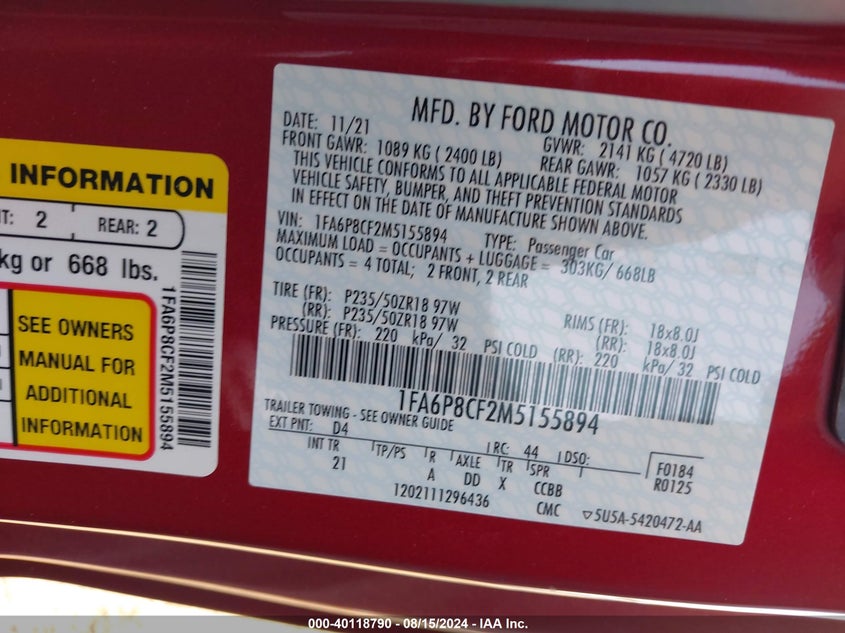 INFORMATION
2
REAR: 2
kg or 668 lbs.
SEE OWNERS
MANUAL FOR
ADDITIONAL
INFORMATION
1FA6P8CF2M5155894
MFD. BY FORD MOTOR CO.
DATE: 11/21
GVWR: 2141 KG ( 4720 LB)
FRONT GAWR: 1089 KG ( 2400 LB)
REAR GAWR: 1057 KG ( 2330 LB)
THIS VEHICLE CONFORMS TO ALL APPLICABLE FEDERAL MOTOR
VEHICLE SAFETY, BUMPER, AND THEFT PREVENTION STANDARDS
IN EFFECT ON THE DATE OF MANUFACTURE SHOWN ABOVE.
VIN: 1FA6P8CF2M5155894 TYPE: Passenger Car
MAXIMUM LOAD = OCCUPANTS + LUGGAGE = 303KG/ 668LB
OCCUPANTS = 4 TOTAL; 2 FRONT, 2 REAR
TIRE (FR): P235/50ZR18 97W RIMS (FR): 18x8.0J
(RR): P235/50ZR18 97W (RR): 18x8.0J
PRESSURE (FR): 220 kPa/ 32 PSI COLD (RR): 220 kPa/ 32 PSI COLD
1FA6P8CF2M5155894
TRAILER TOWING - SEE OWNER GUIDE
EXT PNT: D4 RC: 44 DSO: F0184
INT TR TP/PS R AXLE TR SPR R0125
21 A DD X CCBB
1202111296436 CMC ▽5U5A-5420472-AA
000-40118790 - 08/15/2024 - IAA Inc.